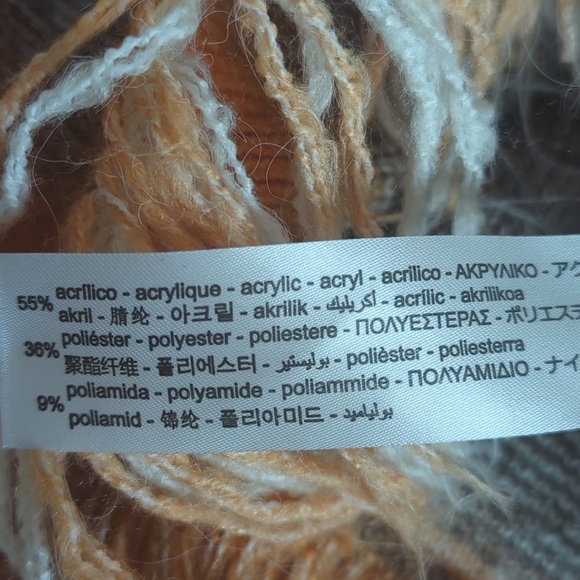 55% acrílico - acrylique - acrylic - acryl - acrilico - ΑΚΡΥΛΙΚΟ -
akril - 腈纶 - 아크릴 - akrilik - أكريليك - acrílic - akrilikoa
36% poliéster - polyester - poliestere - ΠΟΛΥΕΣΤΕΡΑΣ - ポリエステ
聚酯纤维 - 폴리에스터 - بوليستير - polièster - poliesterra
9% poliamida - polyamide - poliammide - ΠΟΛΥΑΜΙΔΙΟ - ナイ
poliamid - 锦纶 - 폴리아미드 - بولياميد